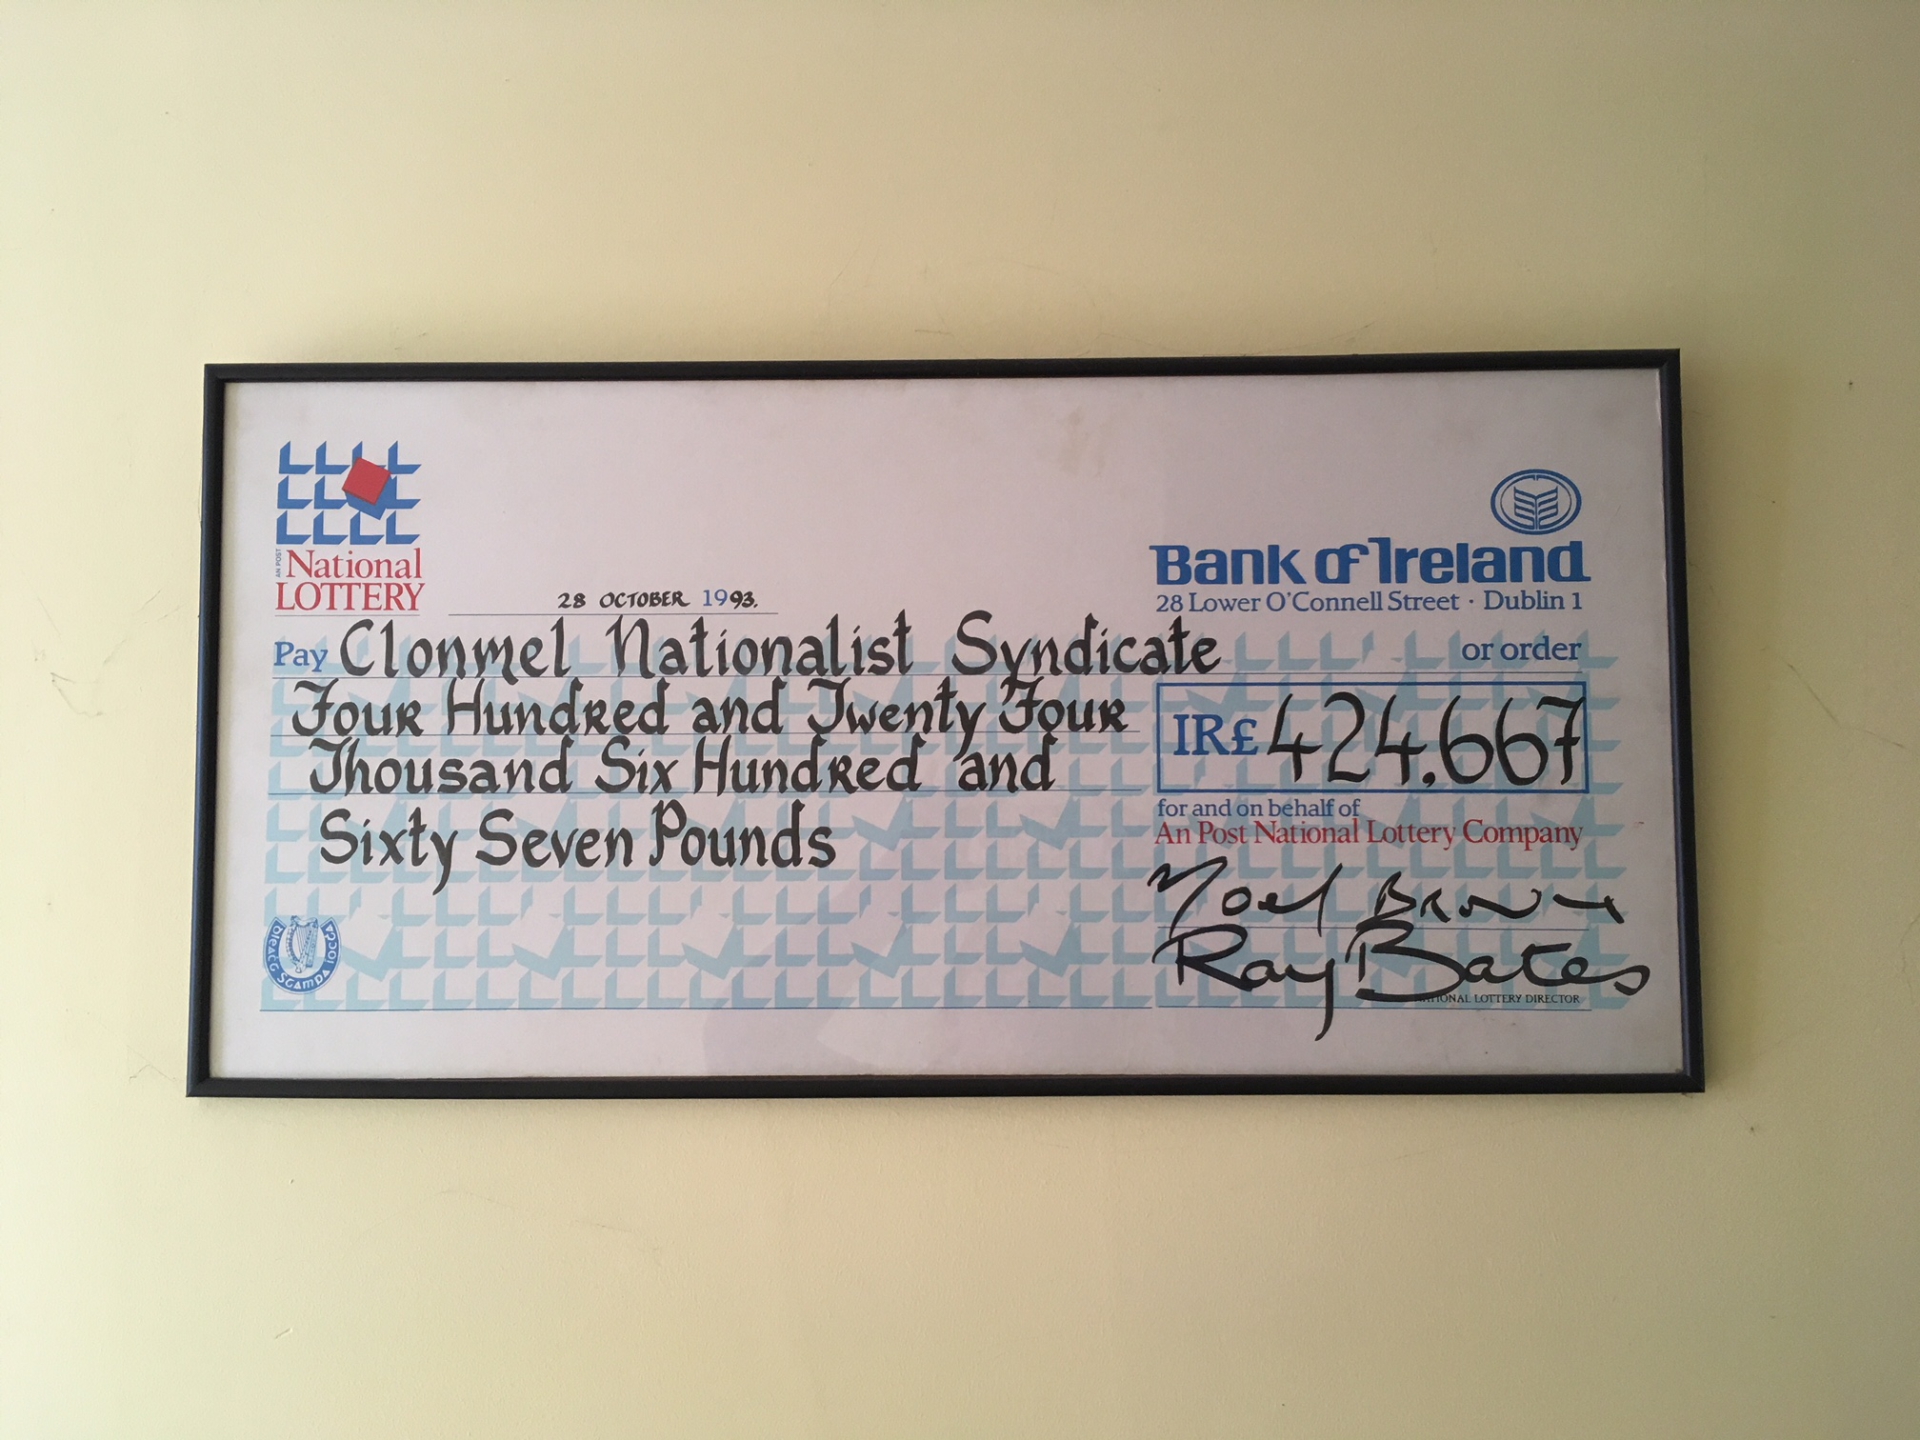 AN POST
National
LOTTERY
28 OCTOBER 1993.
Bank of Ireland
28 Lower O'Connell Street · Dublin 1
Pay Clonmel Nationalist Syndicate or order
Four Hundred and Twenty Four
Thousand Six Hundred and
Sixty Seven Pounds
IR£ 424,667
for and on behalf of
An Post National Lottery Company
Ray Bates
NATIONAL LOTTERY DIRECTOR